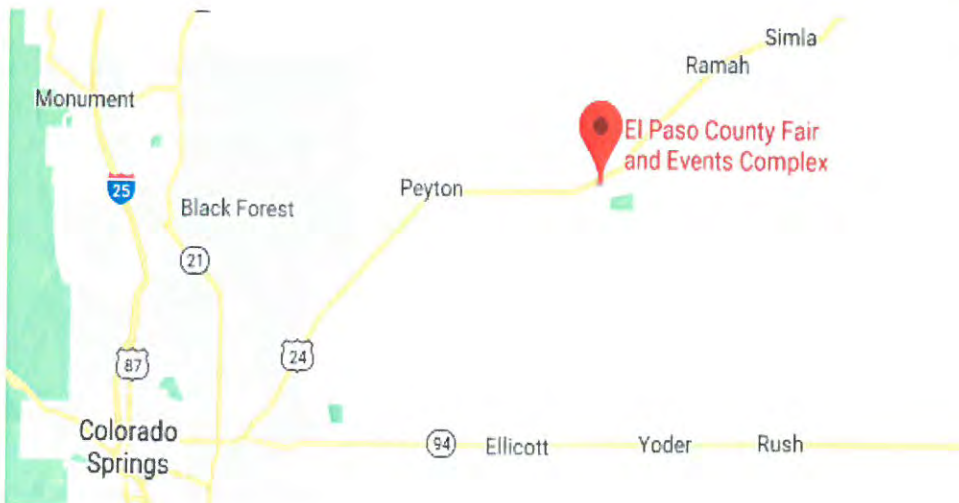 Simla
Ramah
Monument
El Paso County Fair
and Events Complex
25
Peyton
Black Forest
21
24
87
Colorado
Springs
94
Ellicott
Yoder
Rush